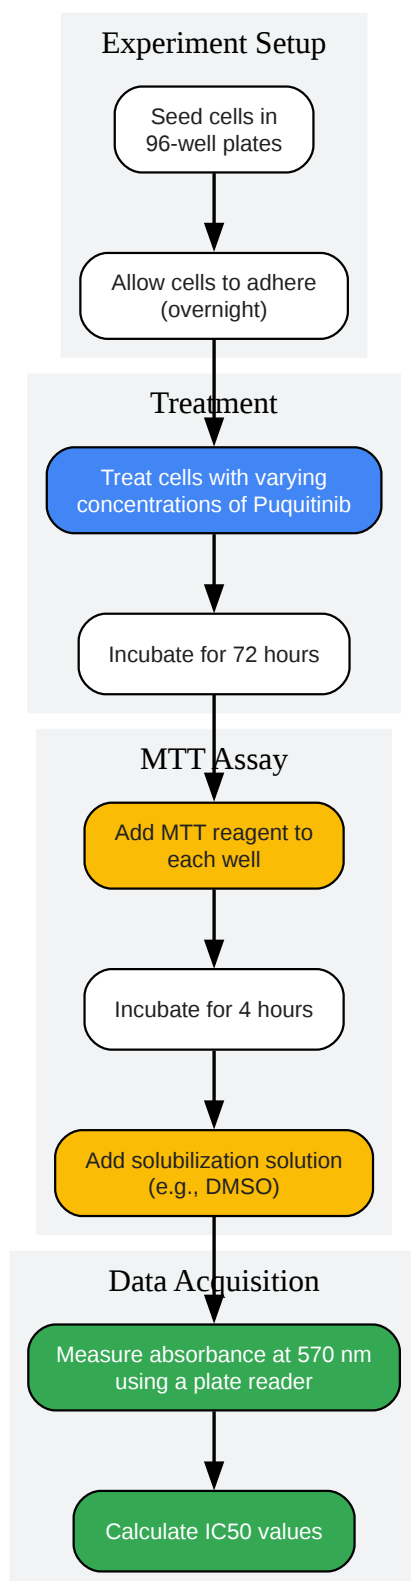 Experiment Setup
Seed cells in
96-well plates
Allow cells to adhere
(overnight)
Treatment
Treat cells with varying
concentrations of Puquitinib
Incubate for 72 hours
MTT Assay
Add MTT reagent to
each well
Incubate for 4 hours
Add solubilization solution
(e.g., DMSO)
Data Acquisition
Measure absorbance at 570 nm
using a plate reader
Calculate IC50 values